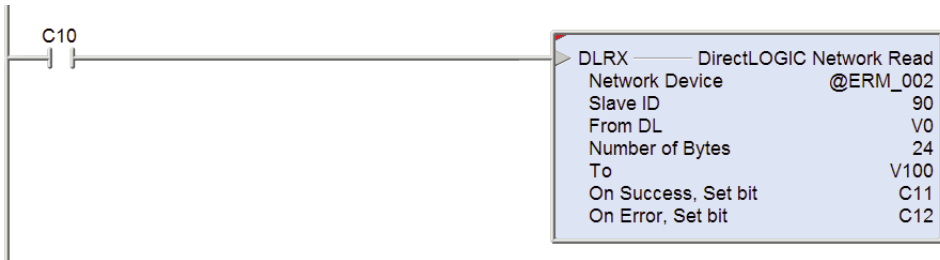 C10
DLRX DirectLOGIC Network Read
Network Device @ERM_002
Slave ID 90
From DL V0
Number of Bytes 24
To V100
On Success, Set bit C11
On Error, Set bit C12